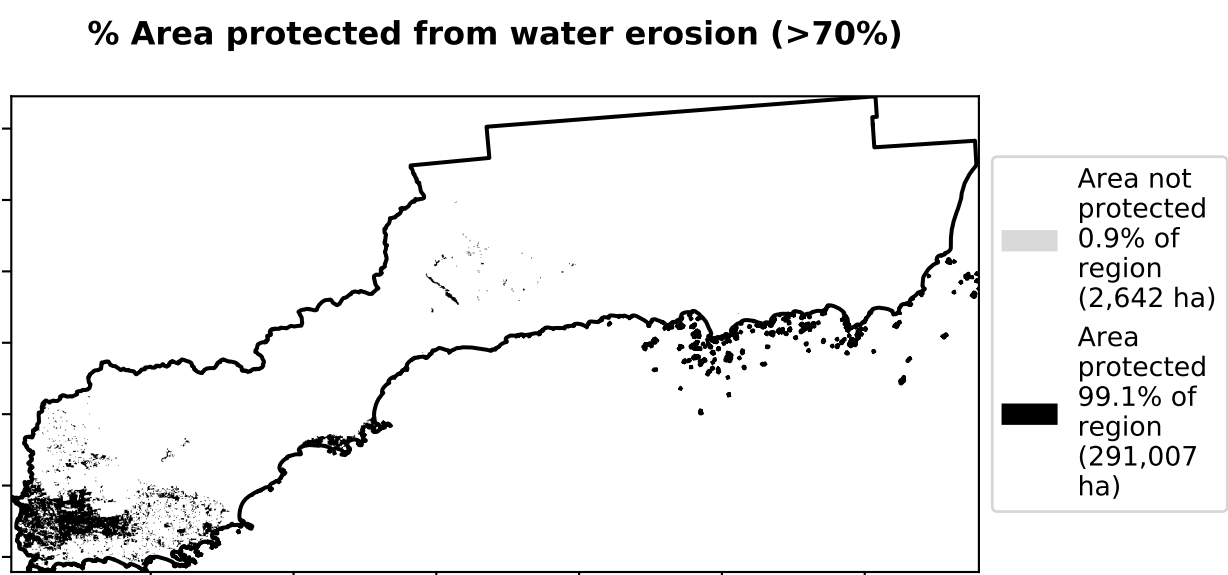 % Area protected from water erosion (>70%)
Area not
protected
0.9% of
region
(2,642 ha)
Area
protected
99.1% of
region
(291,007
ha)